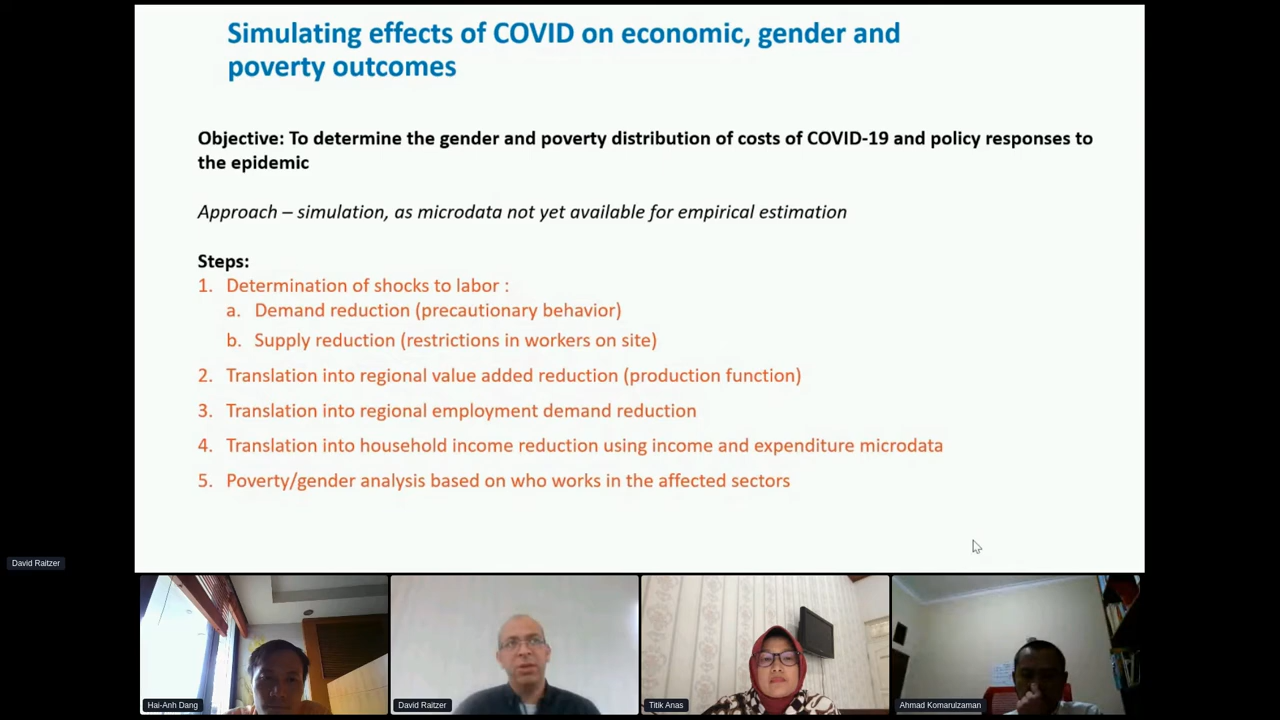 Simulating effects of COVID on economic, gender and
poverty outcomes
Objective: To determine the gender and poverty distribution of costs of COVID-19 and policy responses to
the epidemic
Approach – simulation, as microdata not yet available for empirical estimation
Steps:
1. Determination of shocks to labor :
a. Demand reduction (precautionary behavior)
b. Supply reduction (restrictions in workers on site)
2. Translation into regional value added reduction (production function)
3. Translation into regional employment demand reduction
4. Translation into household income reduction using income and expenditure microdata
5. Poverty/gender analysis based on who works in the affected sectors
David Raitzer
Hai-Anh Dang
David Raitzer
Titik Anas
Ahmad Komarulzaman